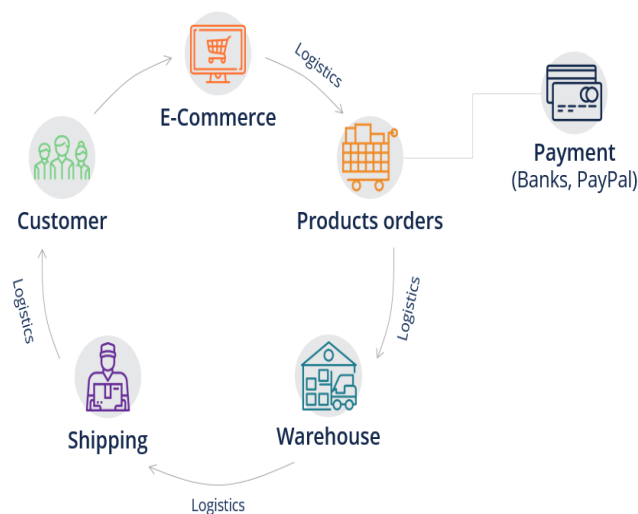 Logistics
E-Commerce
Payment
(Banks, PayPal)
Customer
Products orders
Logistics
Logistics
Shipping
Warehouse
Logistics